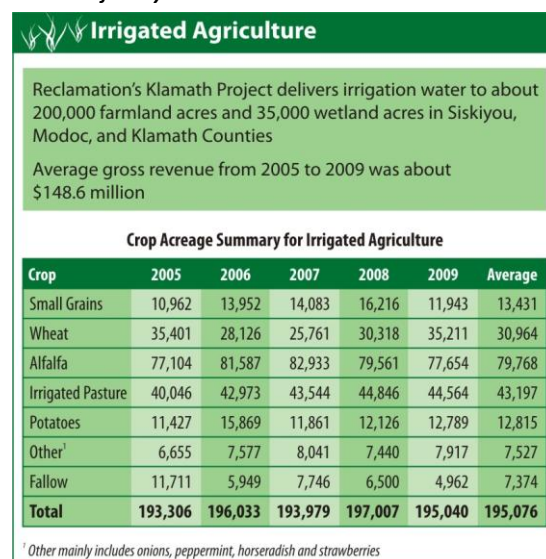 Irrigated Agriculture
Reclamation's Klamath Project delivers irrigation water to about
200,000 farmland acres and 35,000 wetland acres in Siskiyou,
Modoc, and Klamath Counties
Average gross revenue from 2005 to 2009 was about
$148.6 million
Crop Acreage Summary for Irrigated Agriculture
Crop 2005 2006 2007 2008 2009 Average
Small Grains 10,962 13,952 14,083 16,216 11,943 13,431
Wheat 35,401 28,126 25,761 30,318 35,211 30,964
Alfalfa 77,104 81,587 82,933 79,561 77,654 79,768
Irrigated Pasture 40,046 42,973 43,544 44,846 44,564 43,197
Potatoes 11,427 15,869 11,861 12,126 12,789 12,815
Other¹ 6,655 7,577 8,041 7,440 7,917 7,527
Fallow 11,711 5,949 7,746 6,500 4,962 7,374
Total 193,306 196,033 193,979 197,007 195,040 195,076
¹ Other mainly includes onions, peppermint, horseradish and strawberries